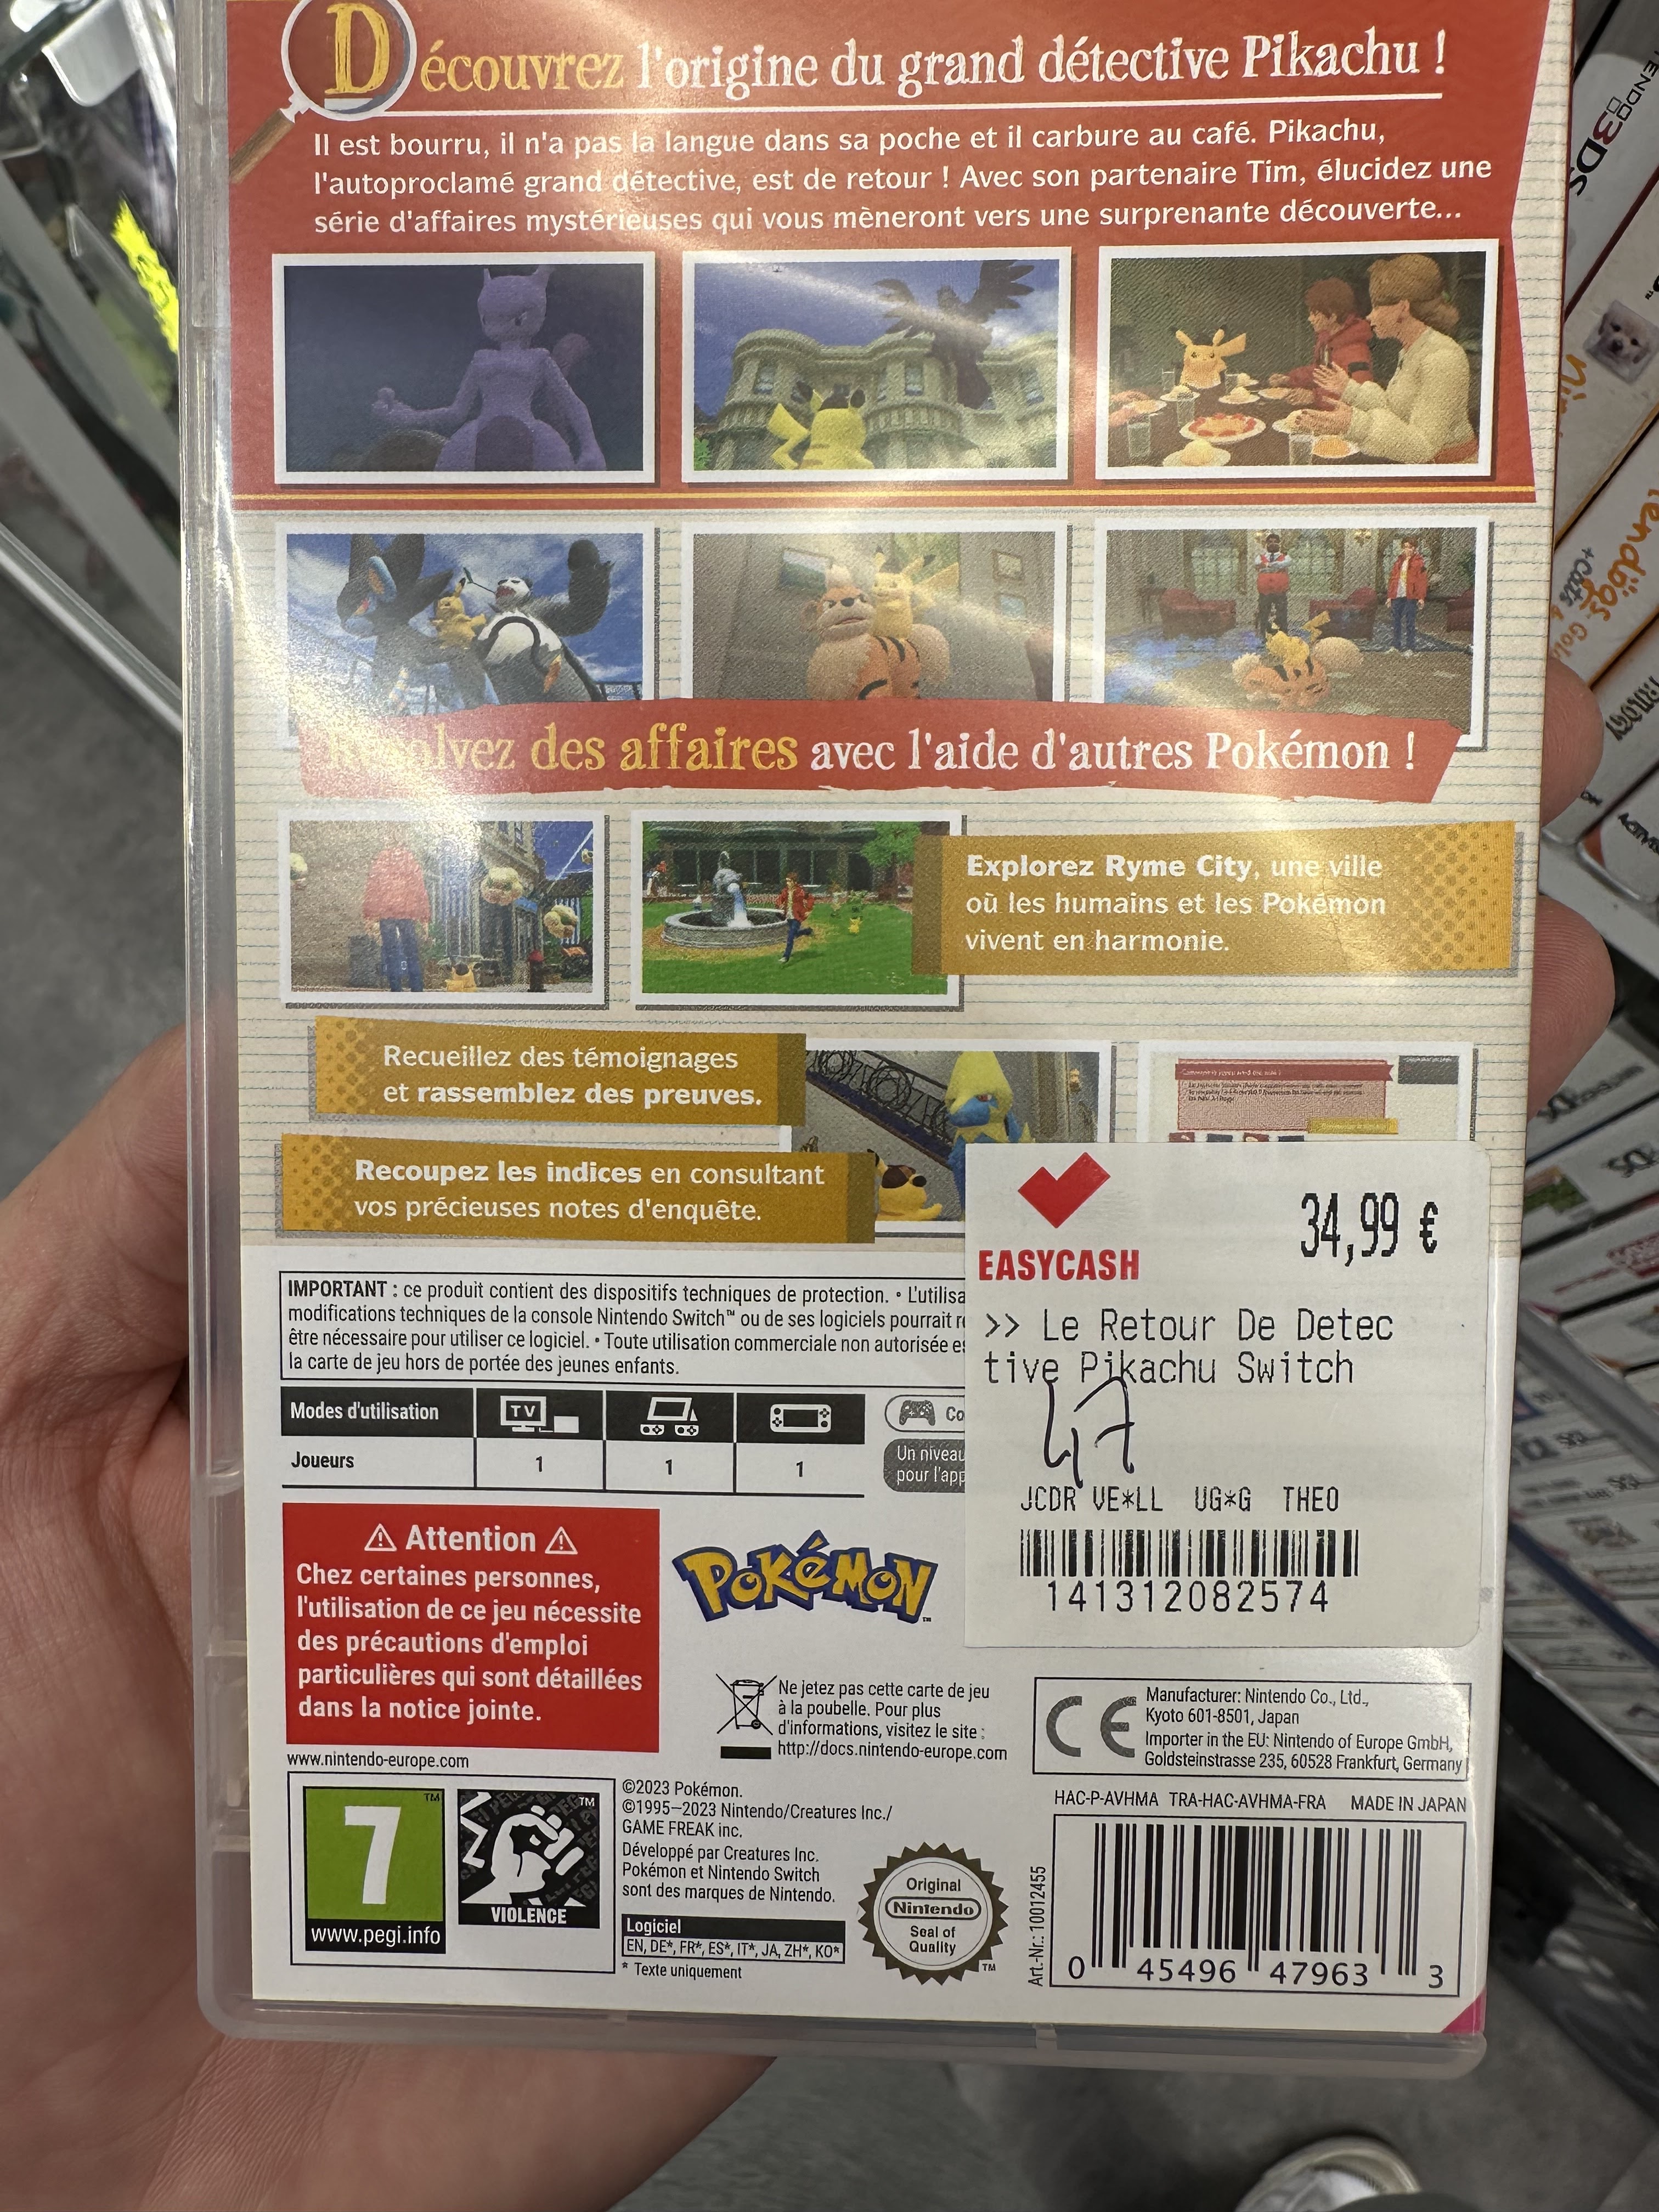 Découvrez l'origine du grand détective Pikachu !
Il est bourru, il n'a pas la langue dans sa poche et il carbure au café. Pikachu,
l'autoproclamé grand détective, est de retour ! Avec son partenaire Tim, élucidez une
série d'affaires mystérieuses qui vous mèneront vers une surprenante découverte...
Résolvez des affaires avec l'aide d'autres Pokémon !
Explorez Ryme City, une ville
où les humains et les Pokémon
vivent en harmonie.
Recueillez des témoignages
et rassemblez des preuves.
Recoupez les indices en consultant
vos précieuses notes d'enquête.
34,99 €
EASYCASH
>> Le Retour De Detec
tive Pikachu Switch
JCDR VE*LL UG*G THEO
141312082574
IMPORTANT : ce produit contient des dispositifs techniques de protection. • L'utilisa
modifications techniques de la console Nintendo Switch™ ou de ses logiciels pourrait r
être nécessaire pour utiliser ce logiciel. • Toute utilisation commerciale non autorisée es
la carte de jeu hors de portée des jeunes enfants.
Modes d'utilisation TV
Joueurs 1 1 1
Co
Un niveau
pour l'app
⚠ Attention ⚠
Chez certaines personnes,
l'utilisation de ce jeu nécessite
des précautions d'emploi
particulières qui sont détaillées
dans la notice jointe.
POKéMON™
www.nintendo-europe.com
Ne jetez pas cette carte de jeu
à la poubelle. Pour plus
d'informations, visitez le site :
http://docs.nintendo-europe.com
CE
Manufacturer: Nintendo Co., Ltd.,
Kyoto 601-8501, Japan
Importer in the EU: Nintendo of Europe GmbH,
Goldsteinstrasse 235, 60528 Frankfurt, Germany
7™
www.pegi.info
™
VIOLENCE
©2023 Pokémon.
©1995–2023 Nintendo/Creatures Inc./
GAME FREAK inc.
Développé par Creatures Inc.
Pokémon et Nintendo Switch
sont des marques de Nintendo.
Logiciel
EN, DE*, FR*, ES*, IT*, JA, ZH*, KO*
* Texte uniquement
Original
Nintendo
Seal of
Quality
™
HAC-P-AVHMA TRA-HAC-AVHMA-FRA MADE IN JAPAN
Art.-Nr.: 10012455
0 45496 47963 3
3DS